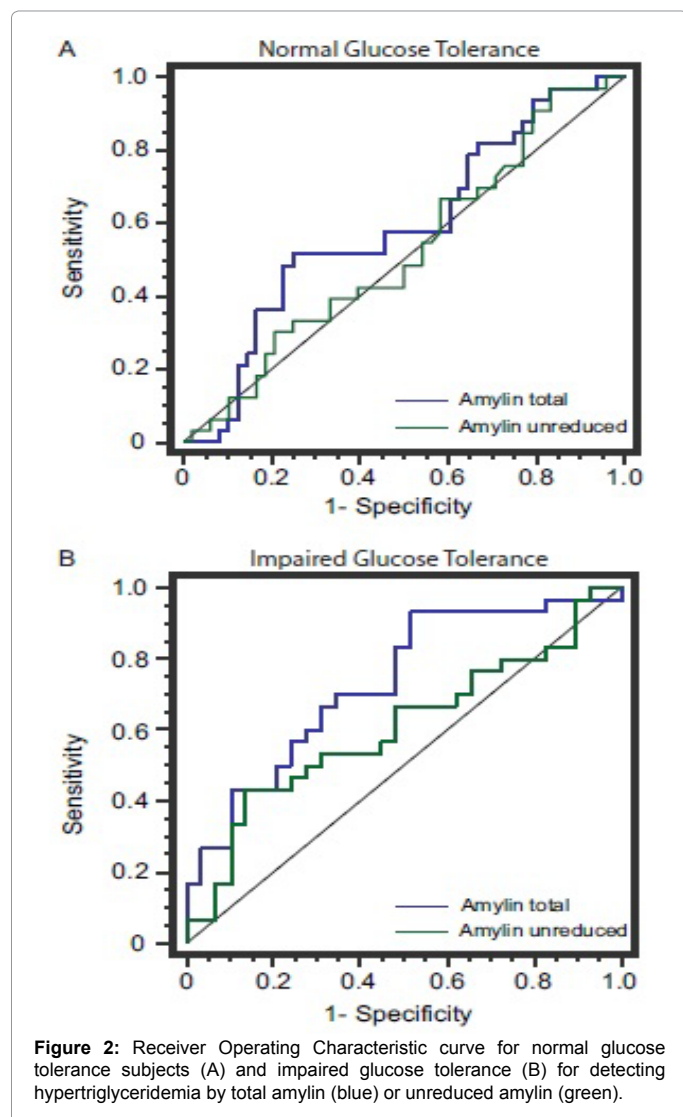 A
Normal Glucose Tolerance
1.0
0.8
0.6
0.4
0.2
0
Sensitivity
Amylin total
Amylin unreduced
0 0.2 0.4 0.6 0.8 1.0
1- Specificity
B
Impaired Glucose Tolerance
1.0
0.8
0.6
0.4
0.2
0
Sensitivity
Amylin total
Amylin unreduced
0 0.2 0.4 0.6 0.8 1.0
1- Specificity
Figure 2: Receiver Operating Characteristic curve for normal glucose
tolerance subjects (A) and impaired glucose tolerance (B) for detecting
hypertriglyceridemia by total amylin (blue) or unreduced amylin (green).